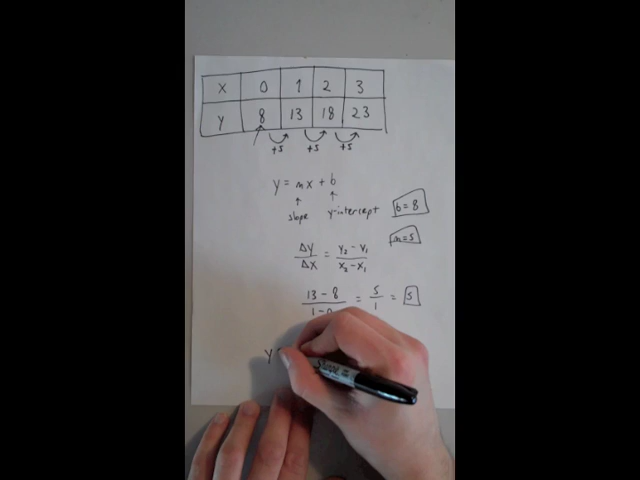 x 0 1 2 3
y 8 13 18 23
+5 +5 +5
y = mx + b
slope y-intercept
b = 8
m = 5
Δy/Δx = y₂ - y₁/x₂ - x₁
13 - 8/1 - 0 = 5/1 = 5
y =
Sharpie